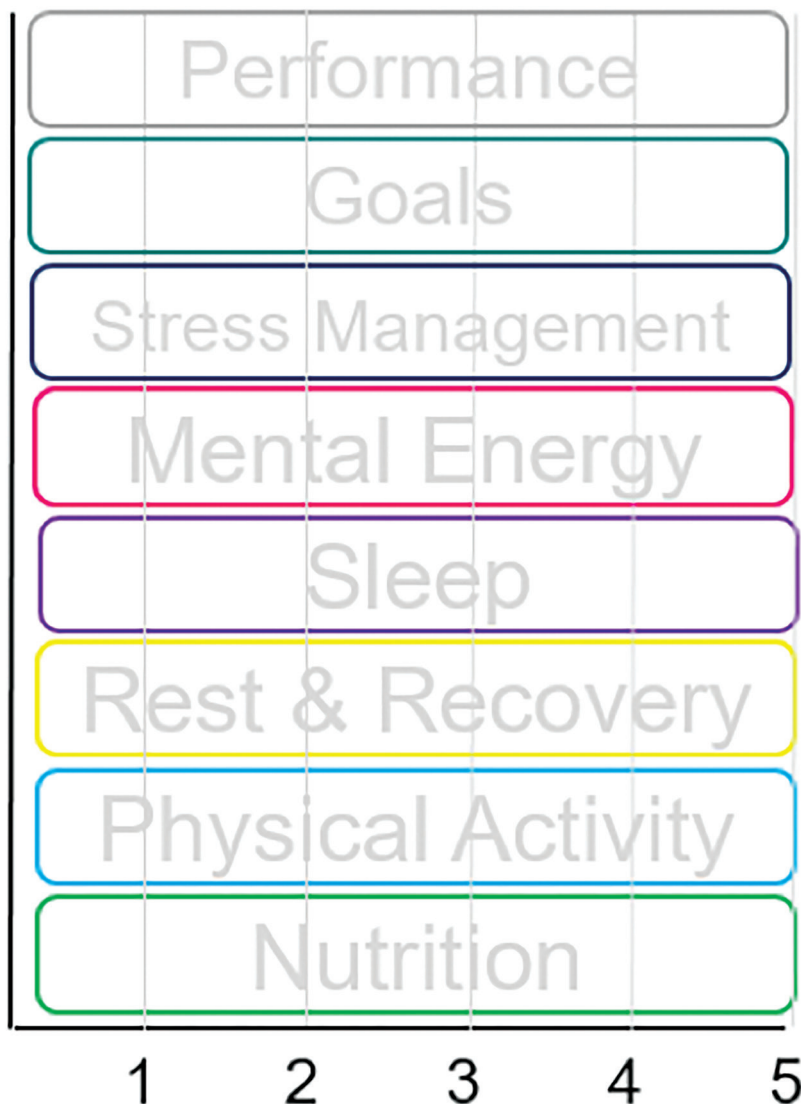 Performance
Goals
Stress Management
Mental Energy
Sleep
Rest & Recovery
Physical Activity
Nutrition
1 2 3 4 5